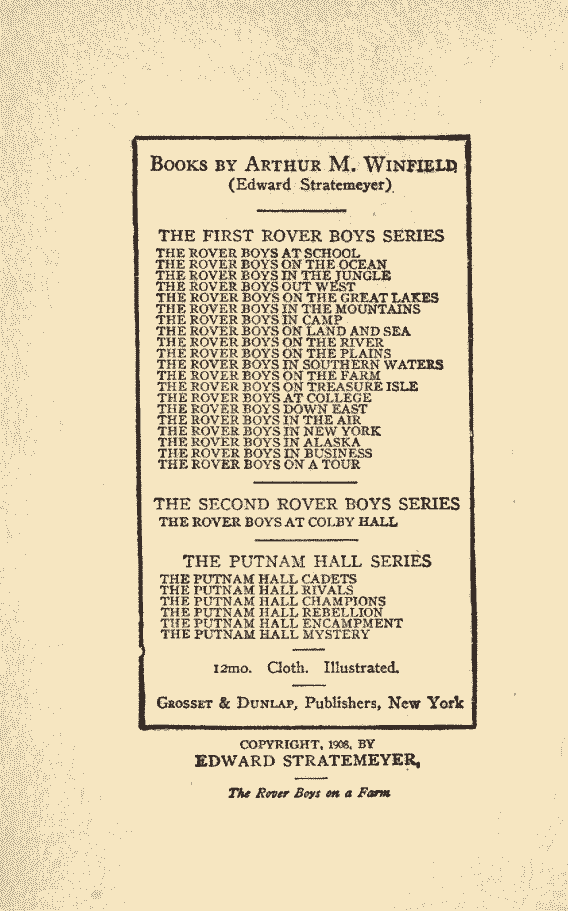 BOOKS BY ARTHUR M. WINFIELD
(Edward Stratemeyer)
THE FIRST ROVER BOYS SERIES
THE ROVER BOYS AT SCHOOL
THE ROVER BOYS ON THE OCEAN
THE ROVER BOYS IN THE JUNGLE
THE ROVER BOYS OUT WEST
THE ROVER BOYS ON THE GREAT LAKES
THE ROVER BOYS IN THE MOUNTAINS
THE ROVER BOYS IN CAMP
THE ROVER BOYS ON LAND AND SEA
THE ROVER BOYS ON THE RIVER
THE ROVER BOYS ON THE PLAINS
THE ROVER BOYS IN SOUTHERN WATERS
THE ROVER BOYS ON THE FARM
THE ROVER BOYS ON TREASURE ISLE
THE ROVER BOYS AT COLLEGE
THE ROVER BOYS DOWN EAST
THE ROVER BOYS IN THE AIR
THE ROVER BOYS IN NEW YORK
THE ROVER BOYS IN ALASKA
THE ROVER BOYS IN BUSINESS
THE ROVER BOYS ON A TOUR
THE SECOND ROVER BOYS SERIES
THE ROVER BOYS AT COLBY HALL
THE PUTNAM HALL SERIES
THE PUTNAM HALL CADETS
THE PUTNAM HALL RIVALS
THE PUTNAM HALL CHAMPIONS
THE PUTNAM HALL REBELLION
THE PUTNAM HALL ENCAMPMENT
THE PUTNAM HALL MYSTERY
12mo. Cloth. Illustrated.
GROSSET & DUNLAP, Publishers, New York
COPYRIGHT, 1908, BY
EDWARD STRATEMEYER,
The Rover Boys on a Farm